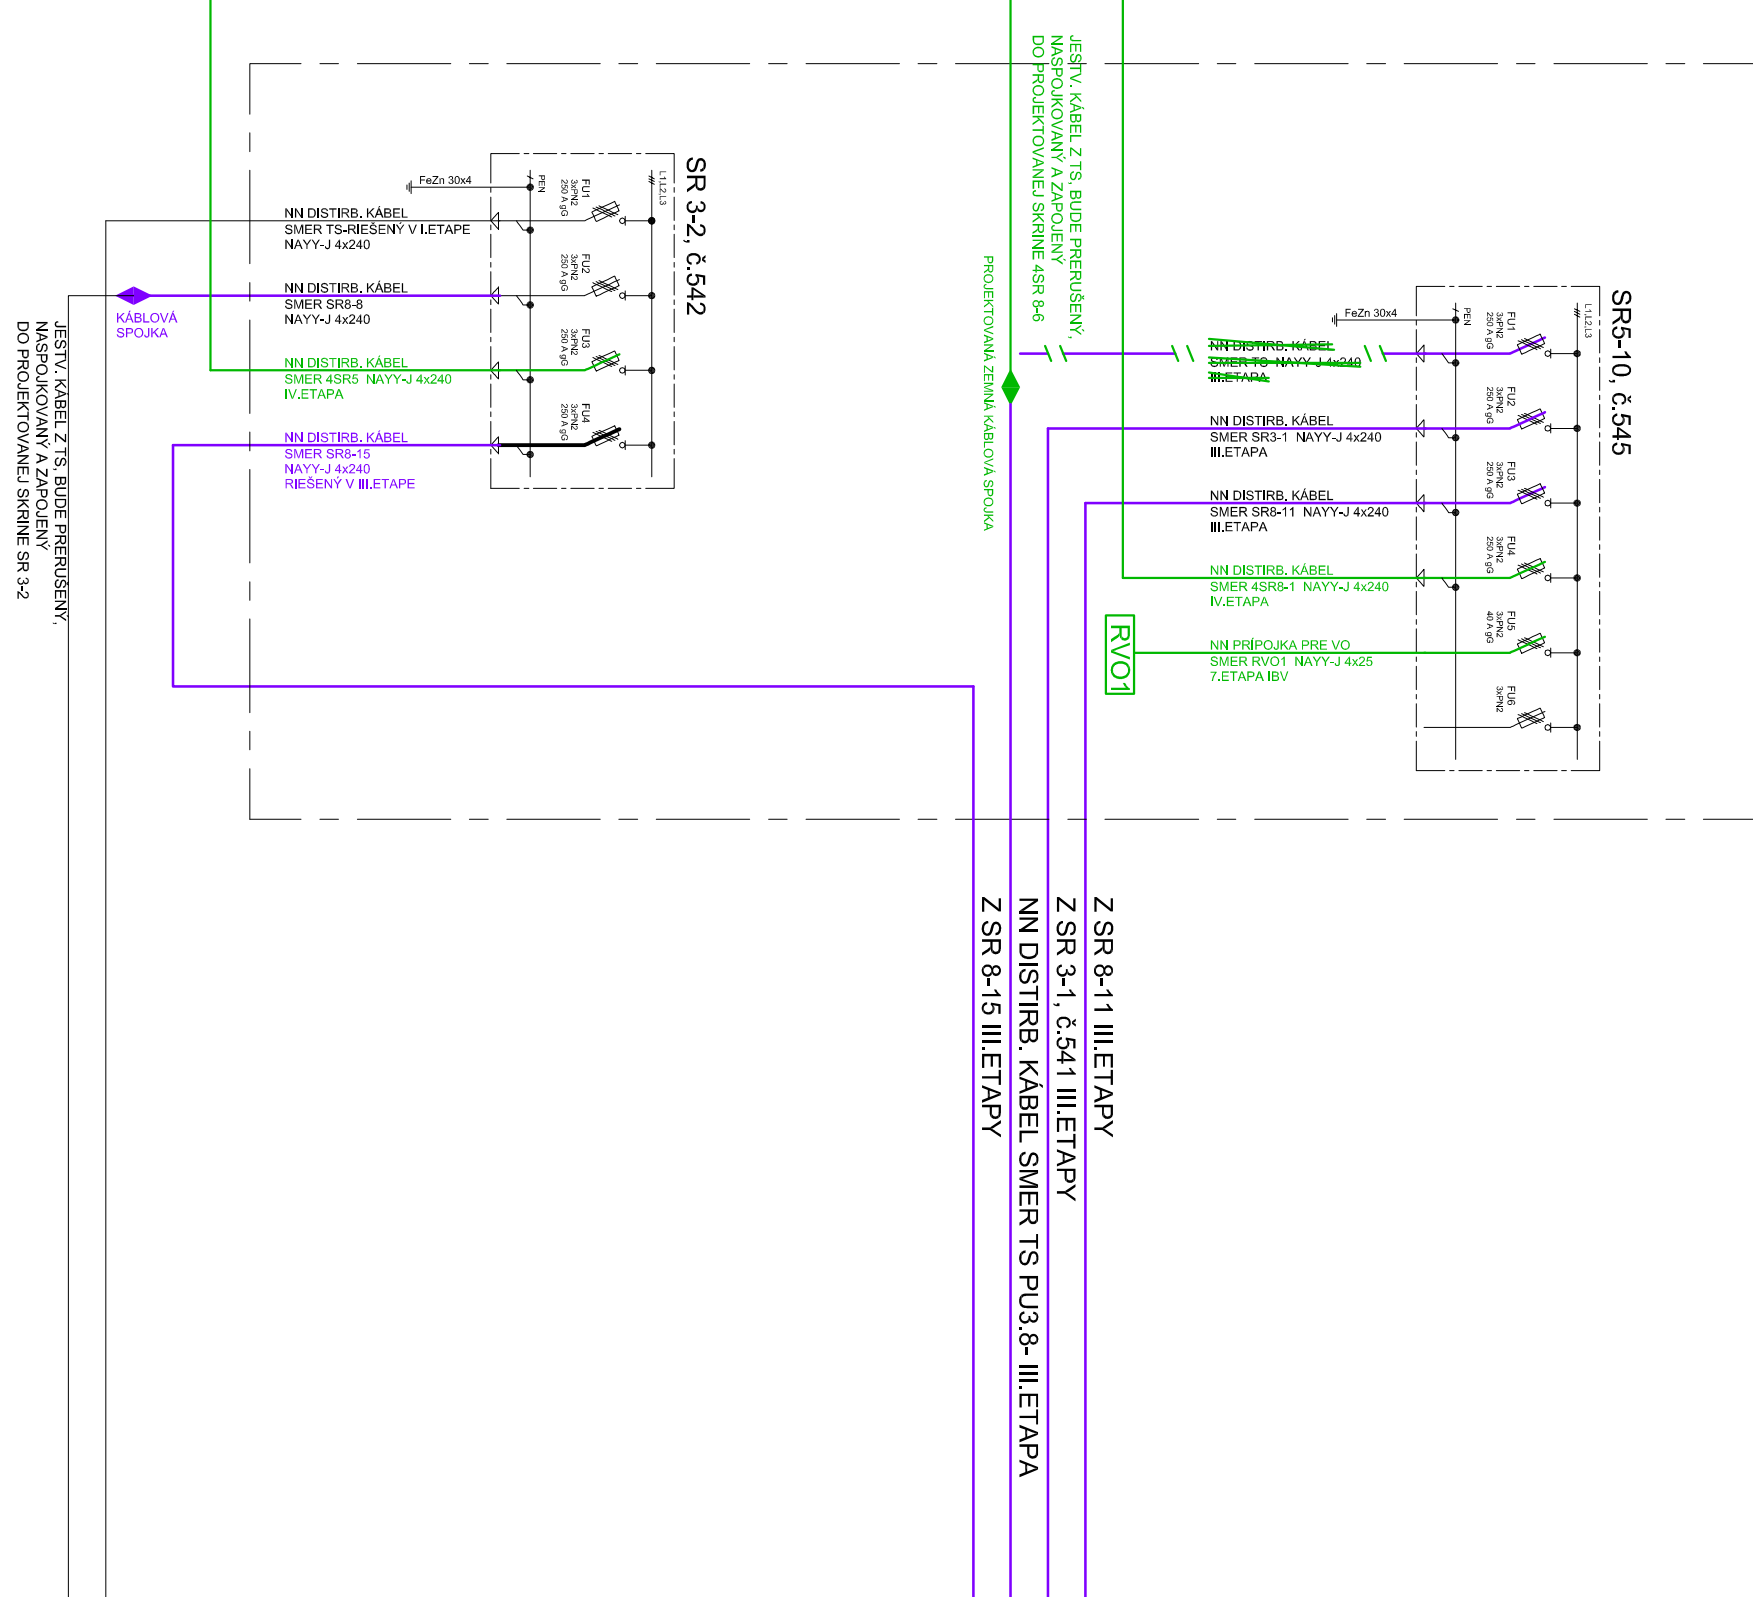 JESTV. KÁBEL Z TS, BUDE PRERUŠENÝ,
NASPOJKOVANÝ A ZAPOJENÝ
DO PROJEKTOVANEJ SKRINE 4SR 8-6
PROJEKTOVANÁ ZEMNÁ KÁBLOVÁ SPOJKA
SR 3-2, č.542
L1,L2,L3
PEN
FeZn 30x4
FU1
3xPN2
250 A gG
NN DISTIRB. KÁBEL
SMER TS-RIEŠENÝ V I.ETAPE
NAYY-J 4x240
FU2
3xPN2
250 A gG
NN DISTIRB. KÁBEL
SMER SR8-8
NAYY-J 4x240
KÁBLOVÁ
SPOJKA
FU3
3xPN2
250 A gG
NN DISTIRB. KÁBEL
SMER 4SR5 NAYY-J 4x240
IV.ETAPA
FU4
3xPN2
250 A gG
NN DISTIRB. KÁBEL
SMER SR8-15
NAYY-J 4x240
RIEŠENÝ V III.ETAPE
JESTV. KÁBEL Z TS, BUDE PRERUŠENÝ,
NASPOJKOVANÝ A ZAPOJENÝ
DO PROJEKTOVANEJ SKRINE SR 3-2
SR5-10, č.545
L1,L2,L3
PEN
FeZn 30x4
FU1
3xPN2
250 A gG
NN DISTIRB. KÁBEL
SMER TS NAYY-J 4x240
III.ETAPA
FU2
3xPN2
250 A gG
NN DISTIRB. KÁBEL
SMER SR3-1 NAYY-J 4x240
III.ETAPA
FU3
3xPN2
250 A gG
NN DISTIRB. KÁBEL
SMER SR8-11 NAYY-J 4x240
III.ETAPA
FU4
3xPN2
250 A gG
NN DISTIRB. KÁBEL
SMER 4SR8-1 NAYY-J 4x240
IV.ETAPA
FU5
3xPN2
40 A gG
NN PRÍPOJKA PRE VO
SMER RVO1 NAYY-J 4x25
7.ETAPA IBV
RVO1
FU6
3xPN2
Z SR 8-11 III.ETAPY
Z SR 3-1, č.541 III.ETAPY
NN DISTIRB. KÁBEL SMER TS PU3.8- III.ETAPA
Z SR 8-15 III.ETAPY